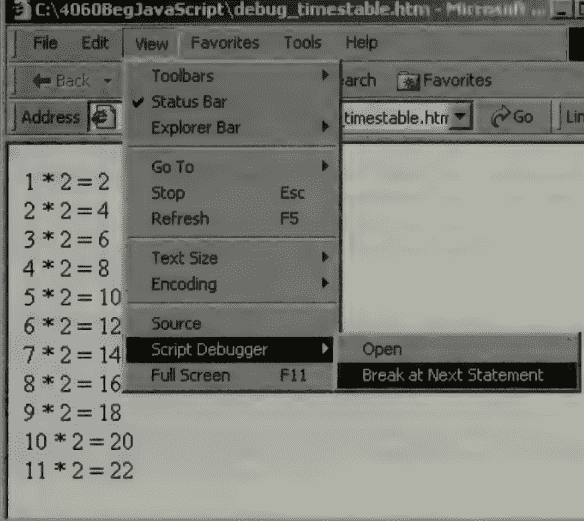 C:\4060BegJavaScript\debug_timestable.htm - Microsoft ...
File Edit View Favorites Tools Help
Back arch Favorites
Address timestable.htm Go Lin
Toolbars
Status Bar
Explorer Bar
Go To
Stop Esc
Refresh F5
Text Size
Encoding
Source
Script Debugger
Full Screen F11
Open
Break at Next Statement
1 * 2 = 2
2 * 2 = 4
3 * 2 = 6
4 * 2 = 8
5 * 2 = 10
6 * 2 = 12
7 * 2 = 14
8 * 2 = 16
9 * 2 = 18
10 * 2 = 20
11 * 2 = 22